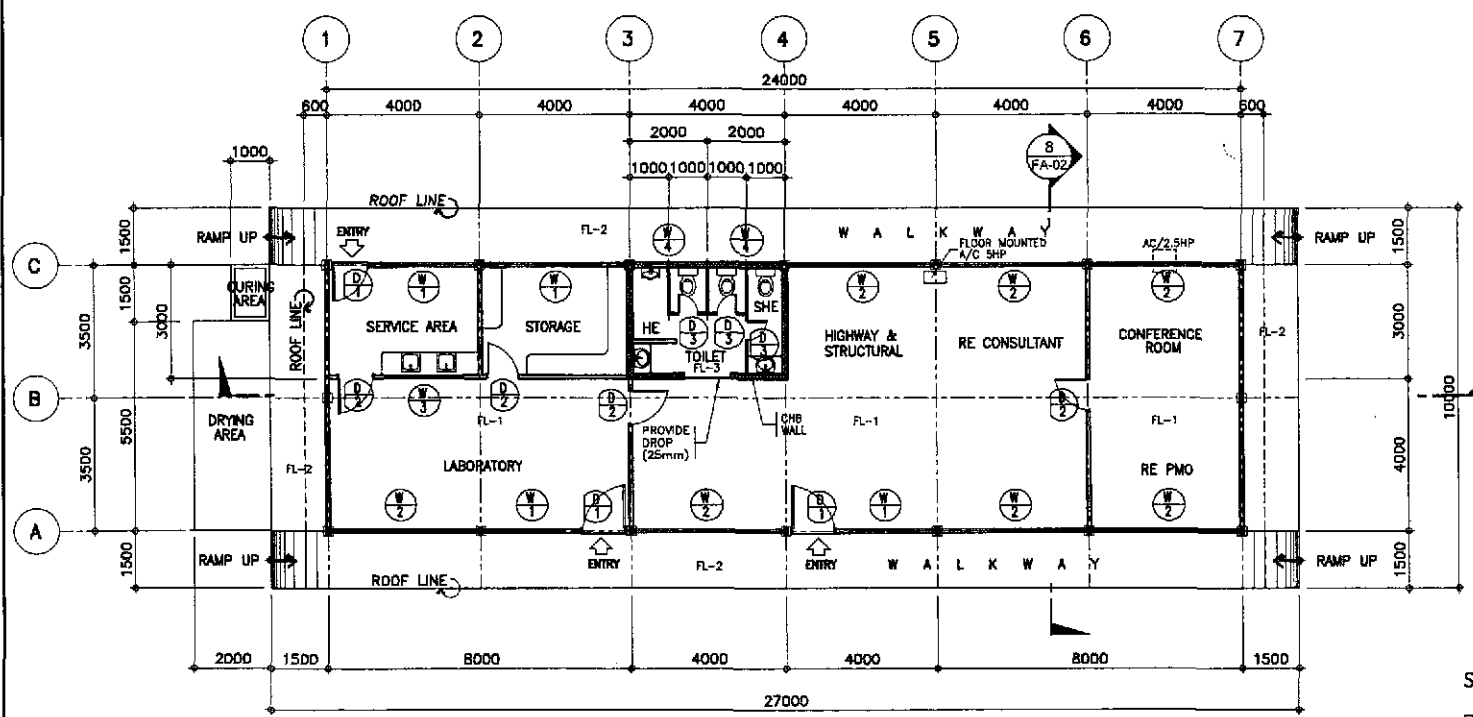 1 2 3 4 5 6 7
24000
600 4000 4000 4000 4000 4000 4000 600
2000 2000
1000
1000 1000 1000 1000
8
FA-02
ROOF LINE
1500
RAMP UP
ENTRY
FL-2
W 4
W 4
W A L K W A Y
FLOOR MOUNTED
A/C 5HP
AC/2.5HP
RAMP UP
1500
C
CURING
AREA
ROOF LINE
D 1
W 1
W 1
W 2
W 2
W 2
1500
3500
3000
SERVICE AREA
STORAGE
HE
SHE
D 3
D 3
D 3
TOILET
FL-3
HIGHWAY &
STRUCTURAL
RE CONSULTANT
CONFERENCE
ROOM
FL-2
3000
10000
B
D 2
W 3
D 2
D 2
D 2
DRYING
AREA
FL-1
PROVIDE
DROP
(25mm)
CHB
WALL
FL-1
FL-1
5500
3500
FL-2
LABORATORY
RE PMO
4000
W 2
W 1
D 1
W 2
D 1
W 1
W 2
W 2
A
1500
RAMP UP
ENTRY
FL-2
ENTRY
W A L K W A Y
RAMP UP
1500
ROOF LINE
2000 1500 8000 4000 4000 8000 1500
27000
S